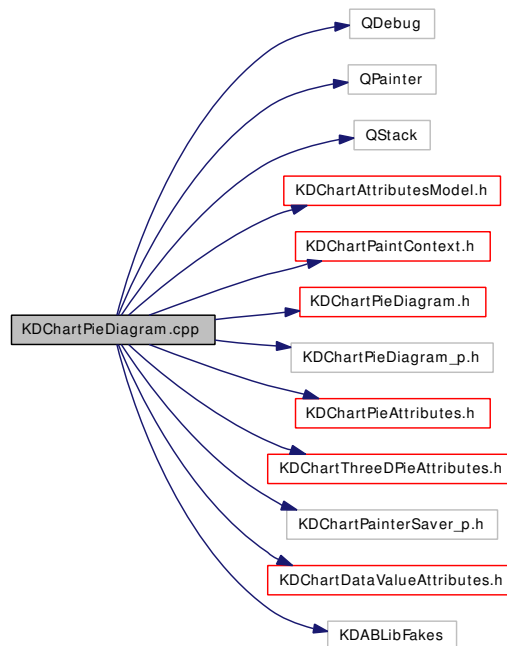 QDebug
QPainter
QStack
KDChartAttributesModel.h
KDChartPaintContext.h
KDChartPieDiagram.h
KDChartPieDiagram.cpp
KDChartPieDiagram_p.h
KDChartPieAttributes.h
KDChartThreeDPieAttributes.h
KDChartPainterSaver_p.h
KDChartDataValueAttributes.h
KDABLibFakes